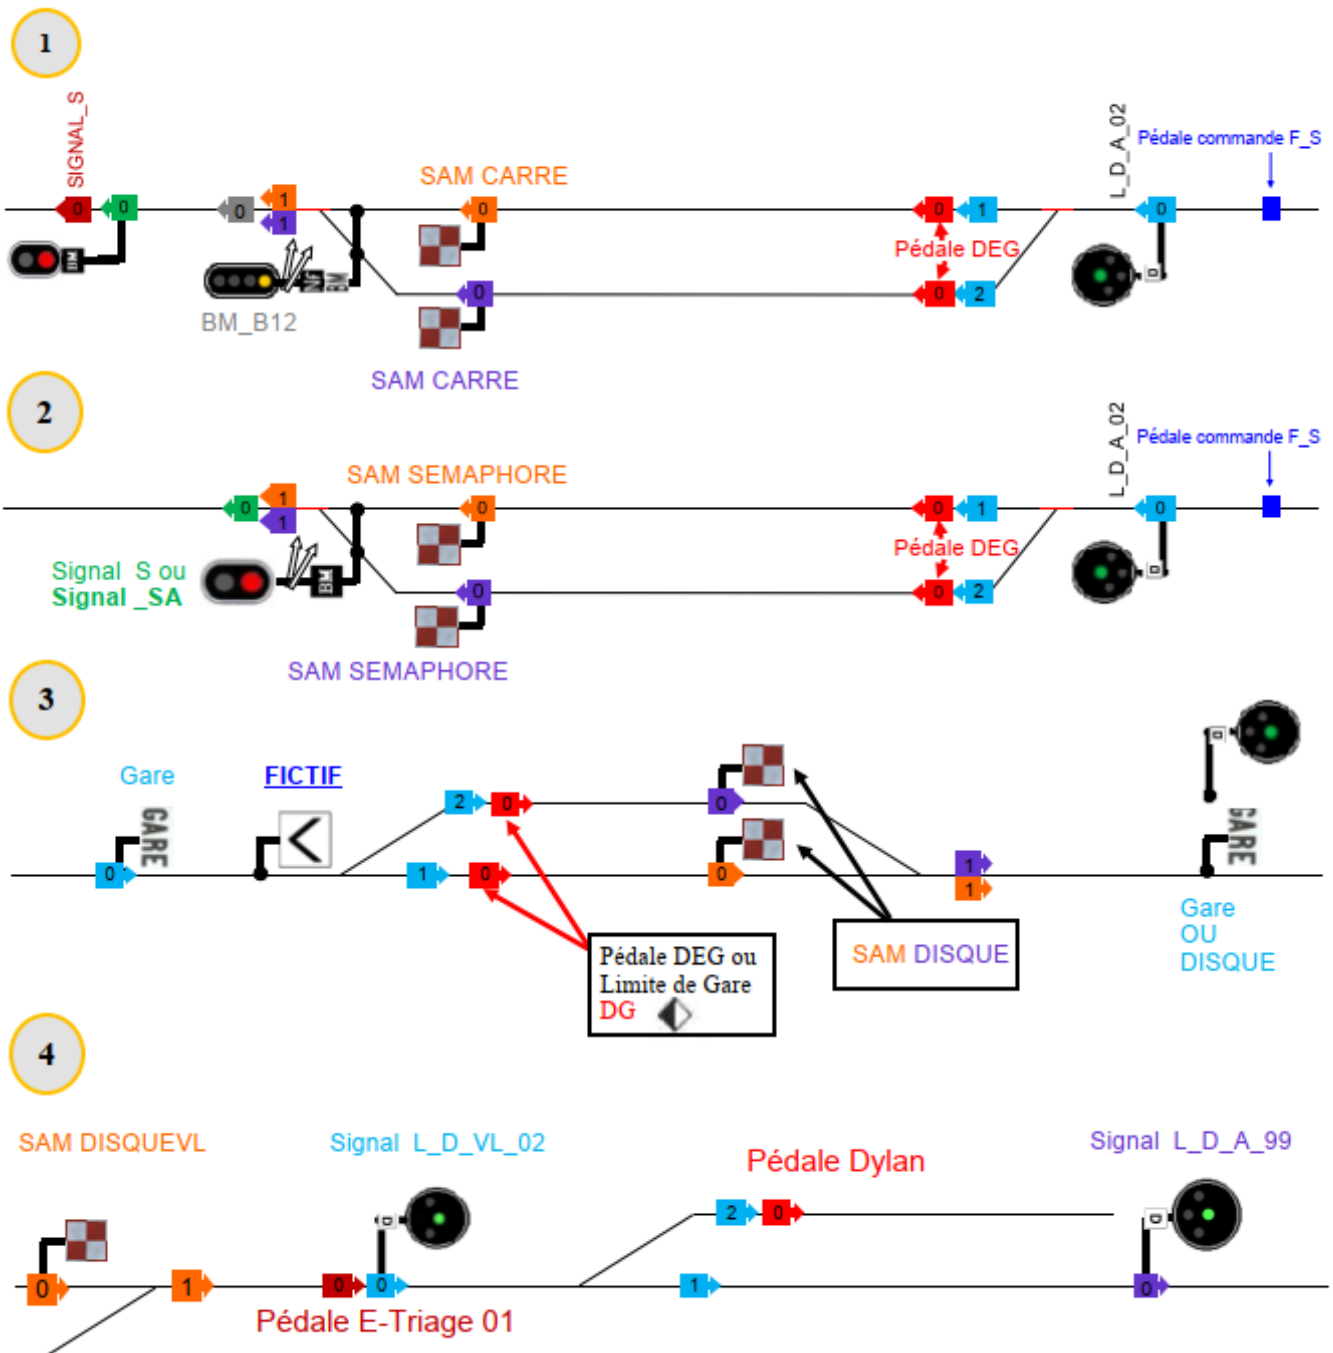 1
SIGNAL_S
L_D_A_02
Pédale commande F_S
SAM CARRE
0 0 0 1 0 0 1 0
1
Pédale DEG
BM
NG
BM
D
0 0 2
BM_B12
SAM CARRE
2
L_D_A_02
Pédale commande F_S
SAM SEMAPHORE
0 1 0 0 1 0
1
Pédale DEG
Signal S ou
Signal _SA
BM
D
0 0 2
SAM SEMAPHORE
3
D
Gare
FICTIF
GARE
2 0 0
GARE
0 1 0 0 1
1
Gare
OU
DISQUE
Pédale DEG ou
Limite de Gare
DG
SAM DISQUE
4
SAM DISQUEVL
Signal L_D_VL_02
Pédale Dylan
Signal L_D_A_99
D
2 0
D
0 1 0 0 1 0
Pédale E-Triage 01